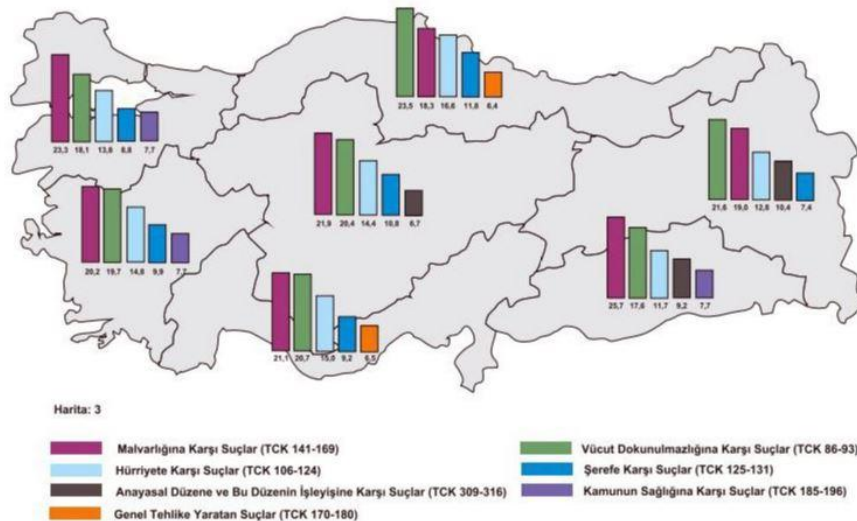 23,5 18,3 16,6 11,8 6,4
23,3 18,1 13,8 8,8 7,7
21,9 20,4 14,4 10,8 6,7
21,6 19,0 12,8 10,4 7,4
20,2 19,7 14,8 9,9 7,7
25,7 17,6 11,7 9,2 7,7
21,1 20,7 15,0 9,2 6,5
Harita: 3
Malvarlığına Karşı Suçlar (TCK 141-169)
Vücut Dokunulmazlığına Karşı Suçlar (TCK 86-93)
Hürriyete Karşı Suçlar (TCK 106-124)
Şerefe Karşı Suçlar (TCK 125-131)
Anayasal Düzene ve Bu Düzenin İşleyişine Karşı Suçlar (TCK 309-316)
Kamunun Sağlığına Karşı Suçlar (TCK 185-196)
Genel Tehlike Yaratan Suçlar (TCK 170-180)